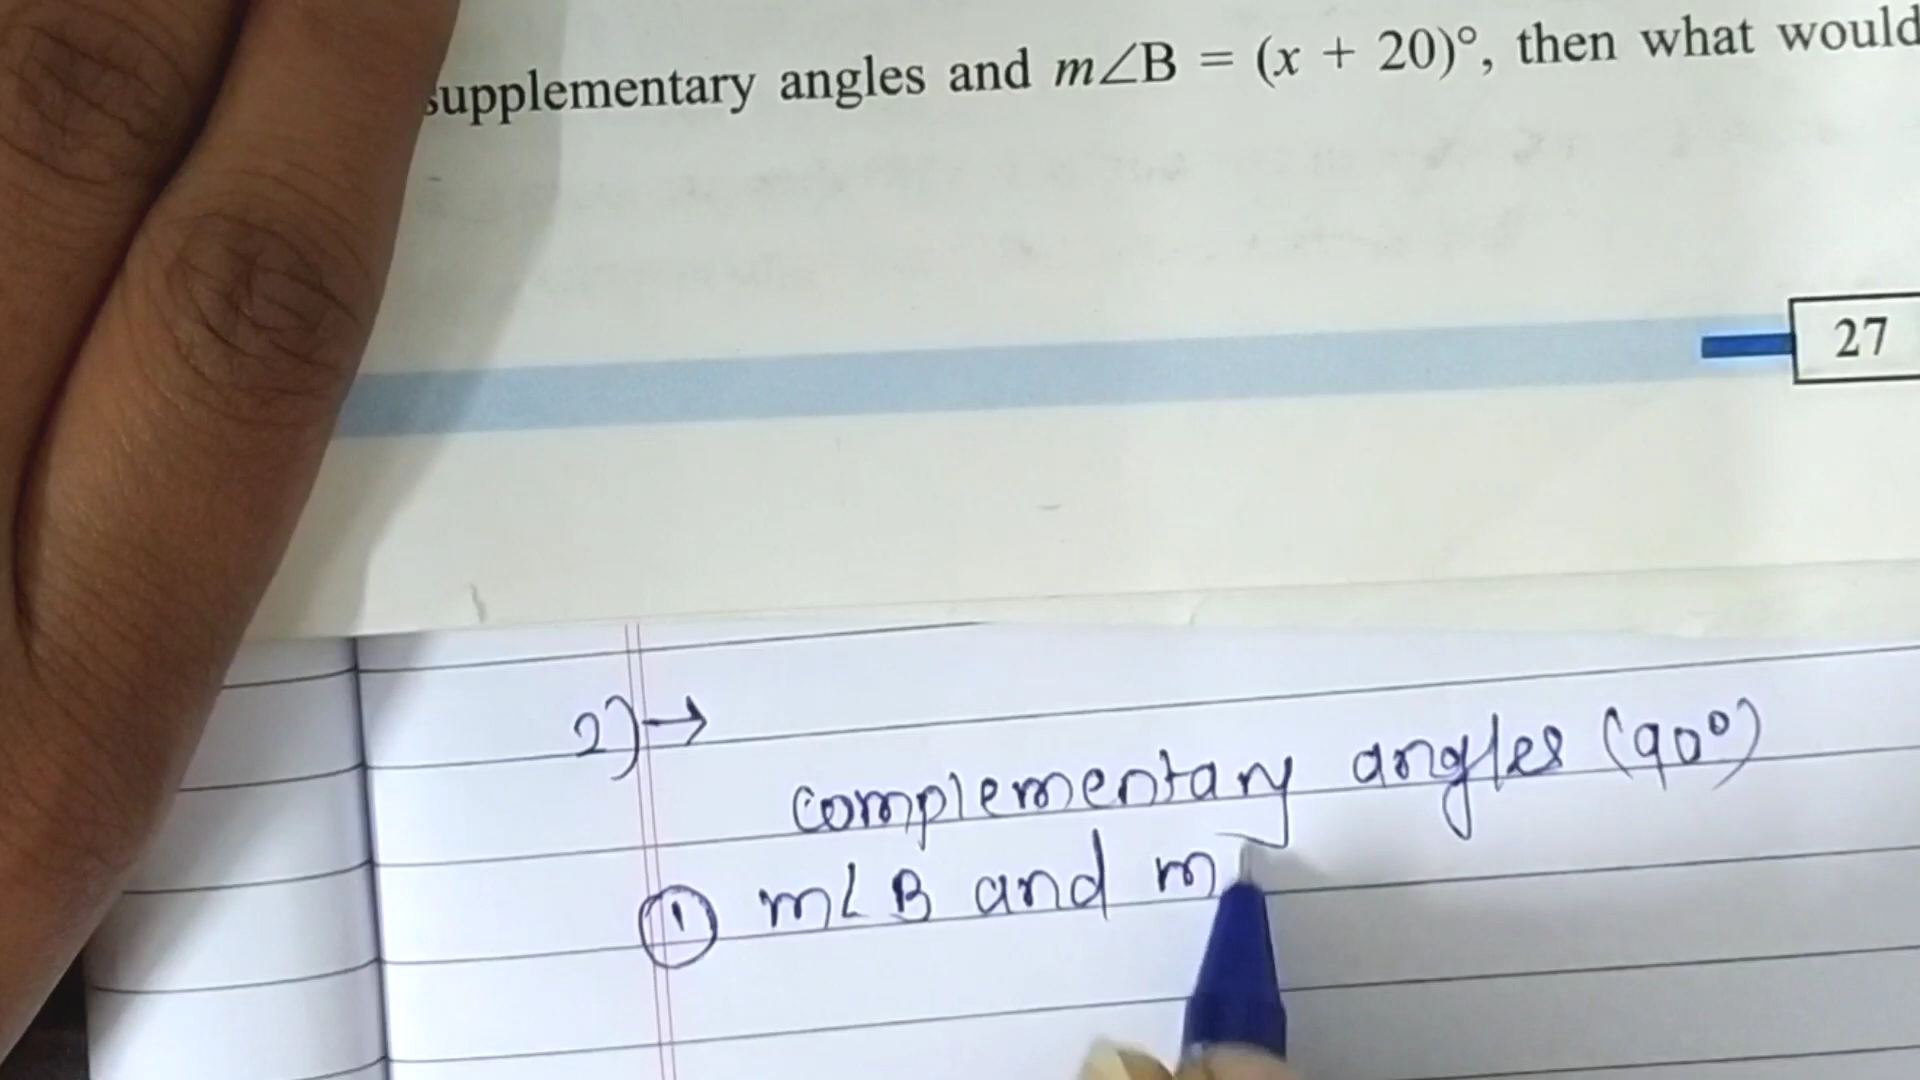 supplementary angles and m∠B = (x + 20)°, then what would
27
2)→
complementary angles (90°)
① m∠B and m